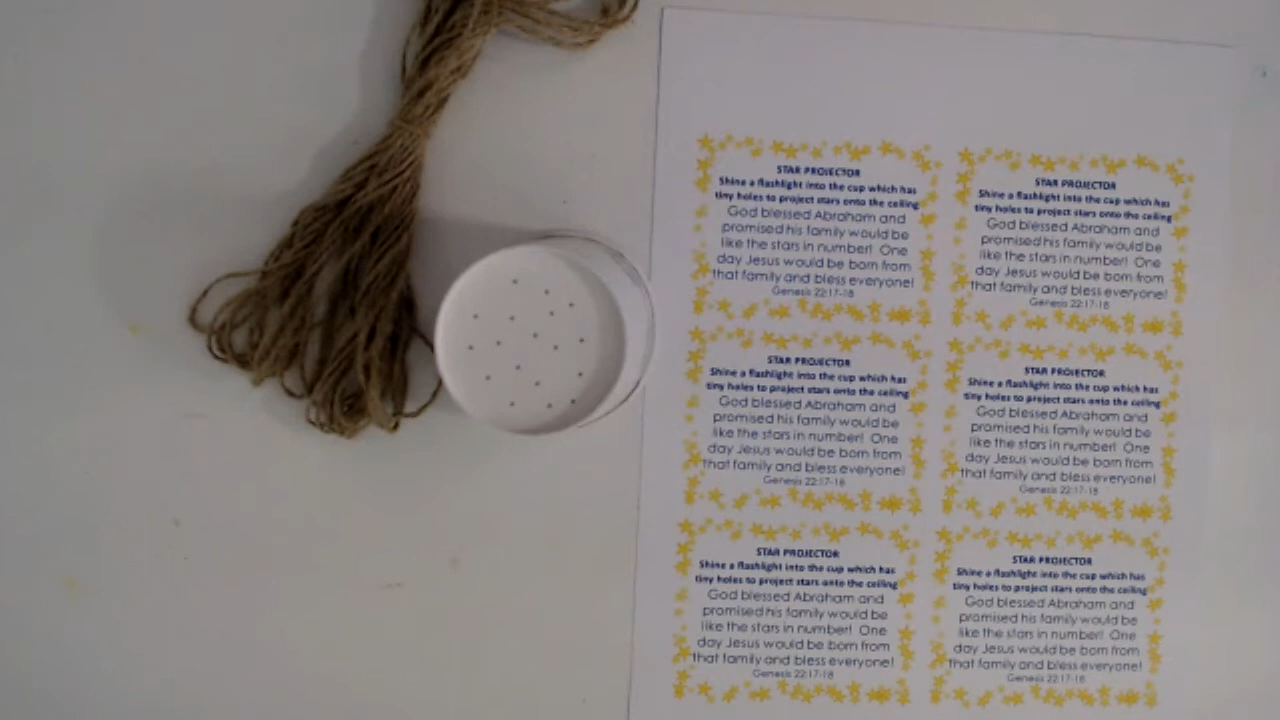 STAR PROJECTOR
Shine a flashlight into the cup which has
tiny holes to project stars onto the ceiling
God blessed Abraham and
promised his family would be
like the stars in number! One
day Jesus would be born from
that family and bless everyone!
Genesis 22:17-18
STAR PROJECTOR
Shine a flashlight into the cup which has
tiny holes to project stars onto the ceiling
God blessed Abraham and
promised his family would be
like the stars in number! One
day Jesus would be born from
that family and bless everyone!
Genesis 22:17-18
STAR PROJECTOR
Shine a flashlight into the cup which has
tiny holes to project stars onto the ceiling
God blessed Abraham and
promised his family would be
like the stars in number! One
day Jesus would be born from
that family and bless everyone!
Genesis 22:17-18
STAR PROJECTOR
Shine a flashlight into the cup which has
tiny holes to project stars onto the ceiling
God blessed Abraham and
promised his family would be
like the stars in number! One
day Jesus would be born from
that family and bless everyone!
Genesis 22:17-18
STAR PROJECTOR
Shine a flashlight into the cup which has
tiny holes to project stars onto the ceiling
God blessed Abraham and
promised his family would be
like the stars in number! One
day Jesus would be born from
that family and bless everyone!
Genesis 22:17-18
STAR PROJECTOR
Shine a flashlight into the cup which has
tiny holes to project stars onto the ceiling
God blessed Abraham and
promised his family would be
like the stars in number! One
day Jesus would be born from
that family and bless everyone!
Genesis 22:17-18